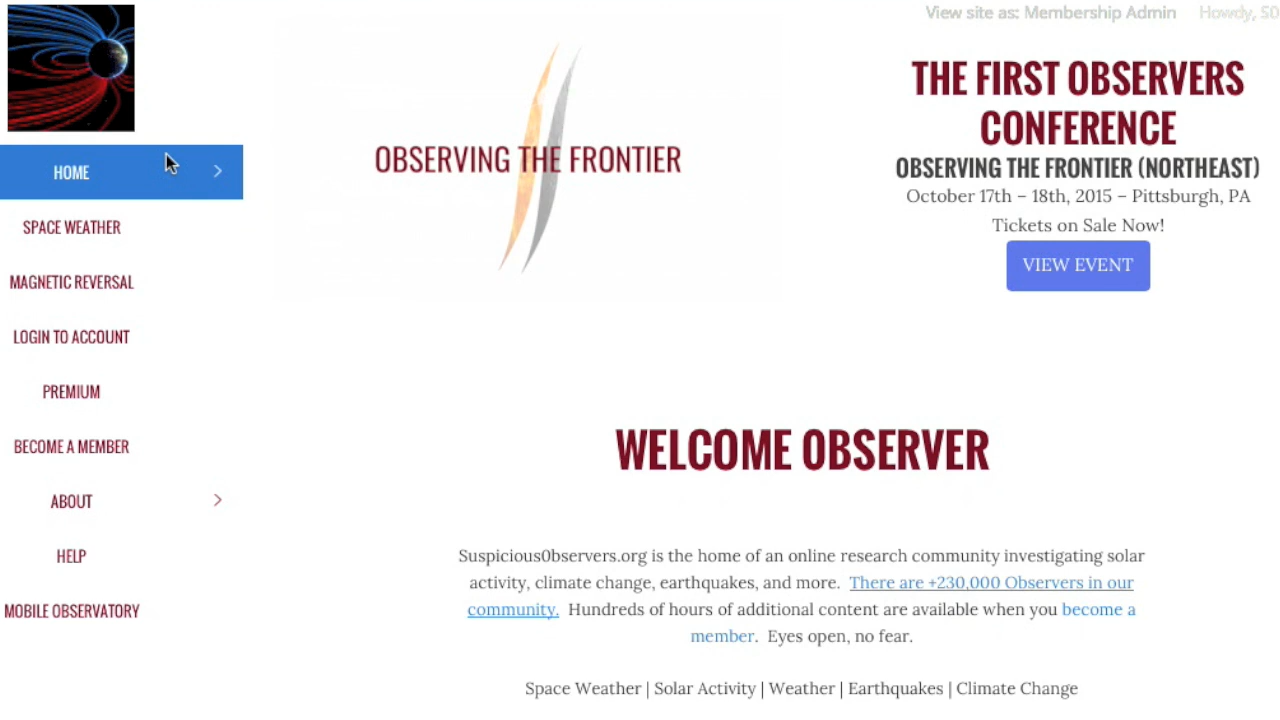 View site as: Membership Admin Howdy, S0
THE FIRST OBSERVERS
CONFERENCE
OBSERVING THE FRONTIER (NORTHEAST)
October 17th – 18th, 2015 – Pittsburgh, PA
Tickets on Sale Now!
VIEW EVENT
OBSERVING THE FRONTIER
HOME
SPACE WEATHER
MAGNETIC REVERSAL
LOGIN TO ACCOUNT
PREMIUM
BECOME A MEMBER
ABOUT
HELP
MOBILE OBSERVATORY
WELCOME OBSERVER
Suspicious0bservers.org is the home of an online research community investigating solar
activity, climate change, earthquakes, and more. There are +230,000 Observers in our
community. Hundreds of hours of additional content are available when you become a
member. Eyes open, no fear.
Space Weather | Solar Activity | Weather | Earthquakes | Climate Change